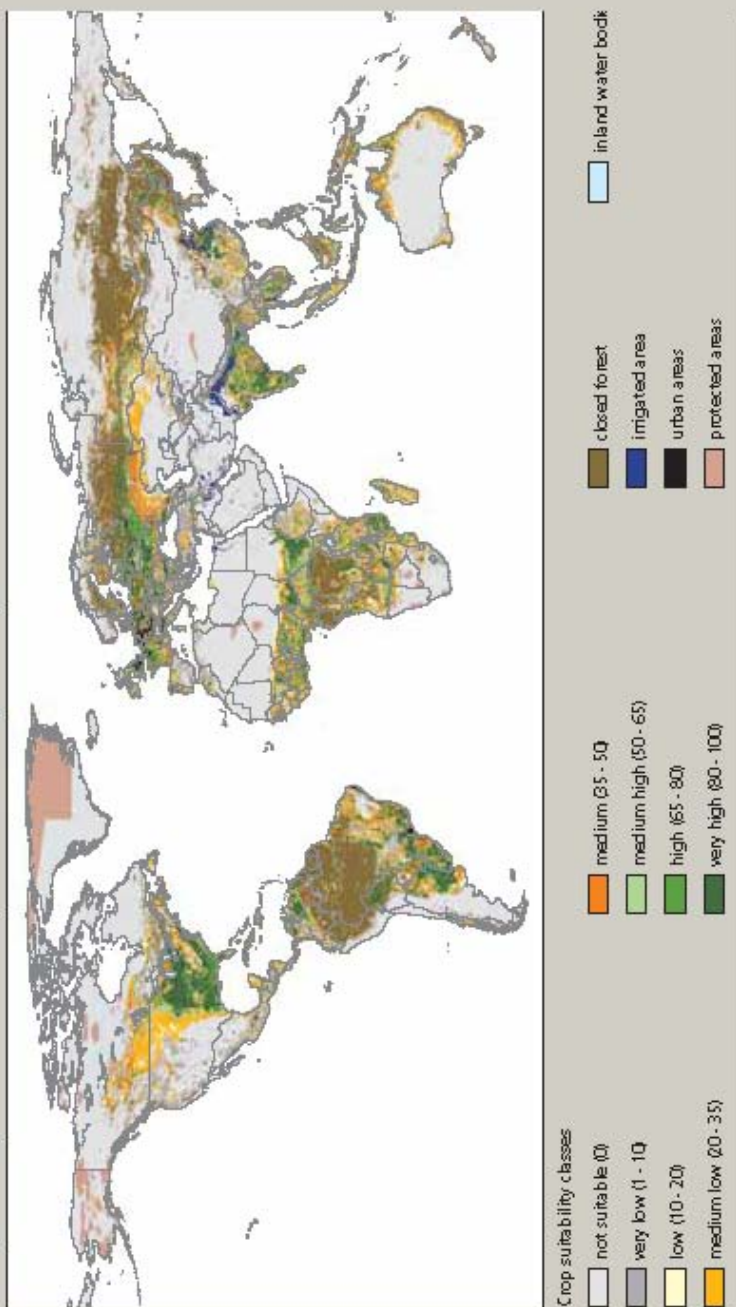 Crop suitability classes
not suitable (0)
very low (1 - 10)
low (10 - 20)
medium low (20 - 35)
medium (35 - 50)
medium high (50 - 65)
high (65 - 80)
very high (80 - 100)
closed forest
irrigated area
urban areas
protected areas
inland water bodi